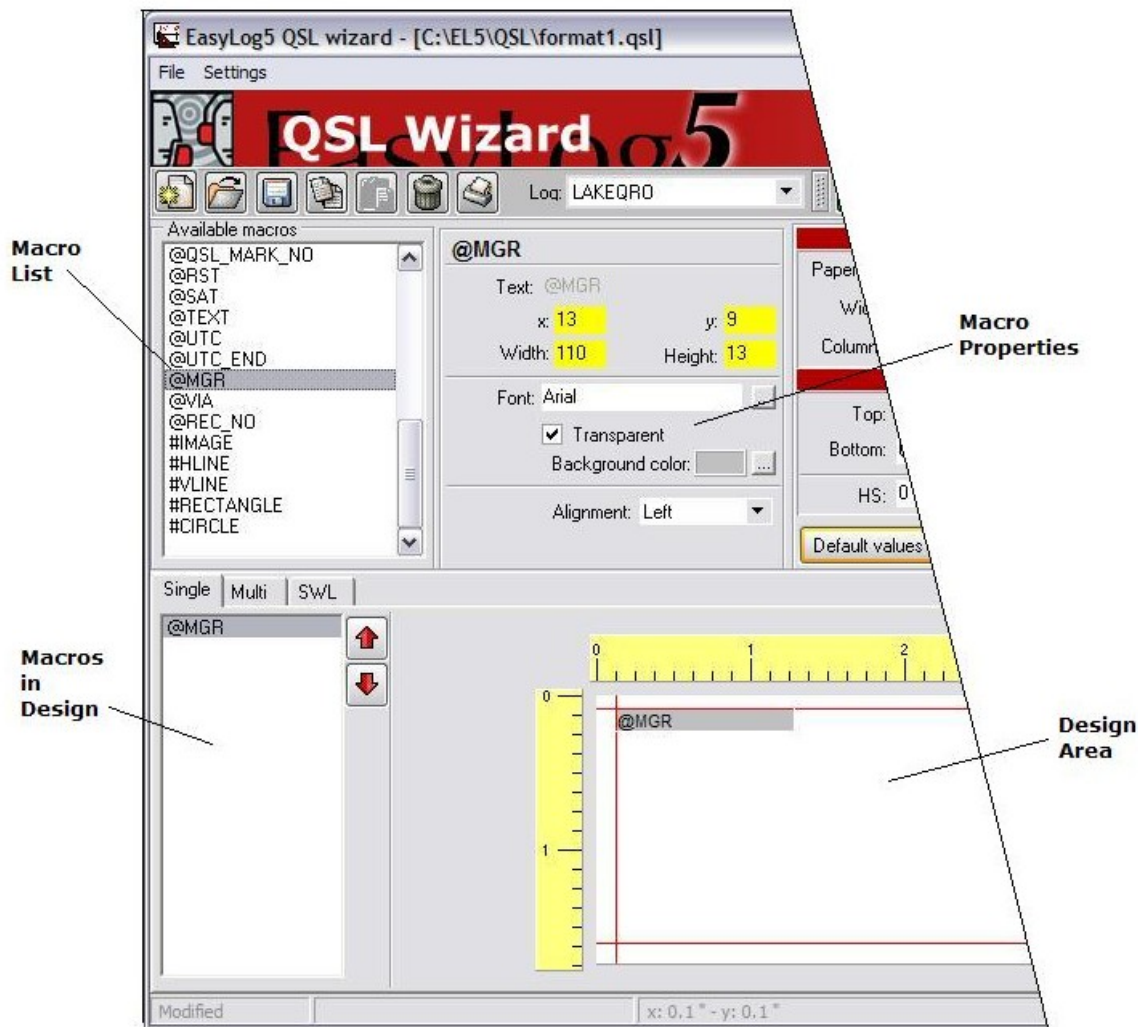 EasyLog5 QSL wizard - [C:\EL5\QSL\format1.qsl]
File Settings
EasyLog5
QSL Wizard
Log: LAKEQRO
Available macros
@QSL_MARK_NO
@RST
@SAT
@TEXT
@UTC
@UTC_END
@MGR
@VIA
@REC_NO
#IMAGE
#HLINE
#VLINE
#RECTANGLE
#CIRCLE
Macro
List
@MGR
Text: @MGR
x: 13 y: 9
Width: 110 Height: 13
Font: Arial
...
Transparent
Background color: ...
Alignment: Left
Paper
Column
Top:
Bottom:
HS: 0
Default values
Macro
Properties
Single Multi SWL
@MGR
Macros
in
Design
0 1 2
0
1
@MGR
Design
Area
Modified x: 0.1 " - y: 0.1 "